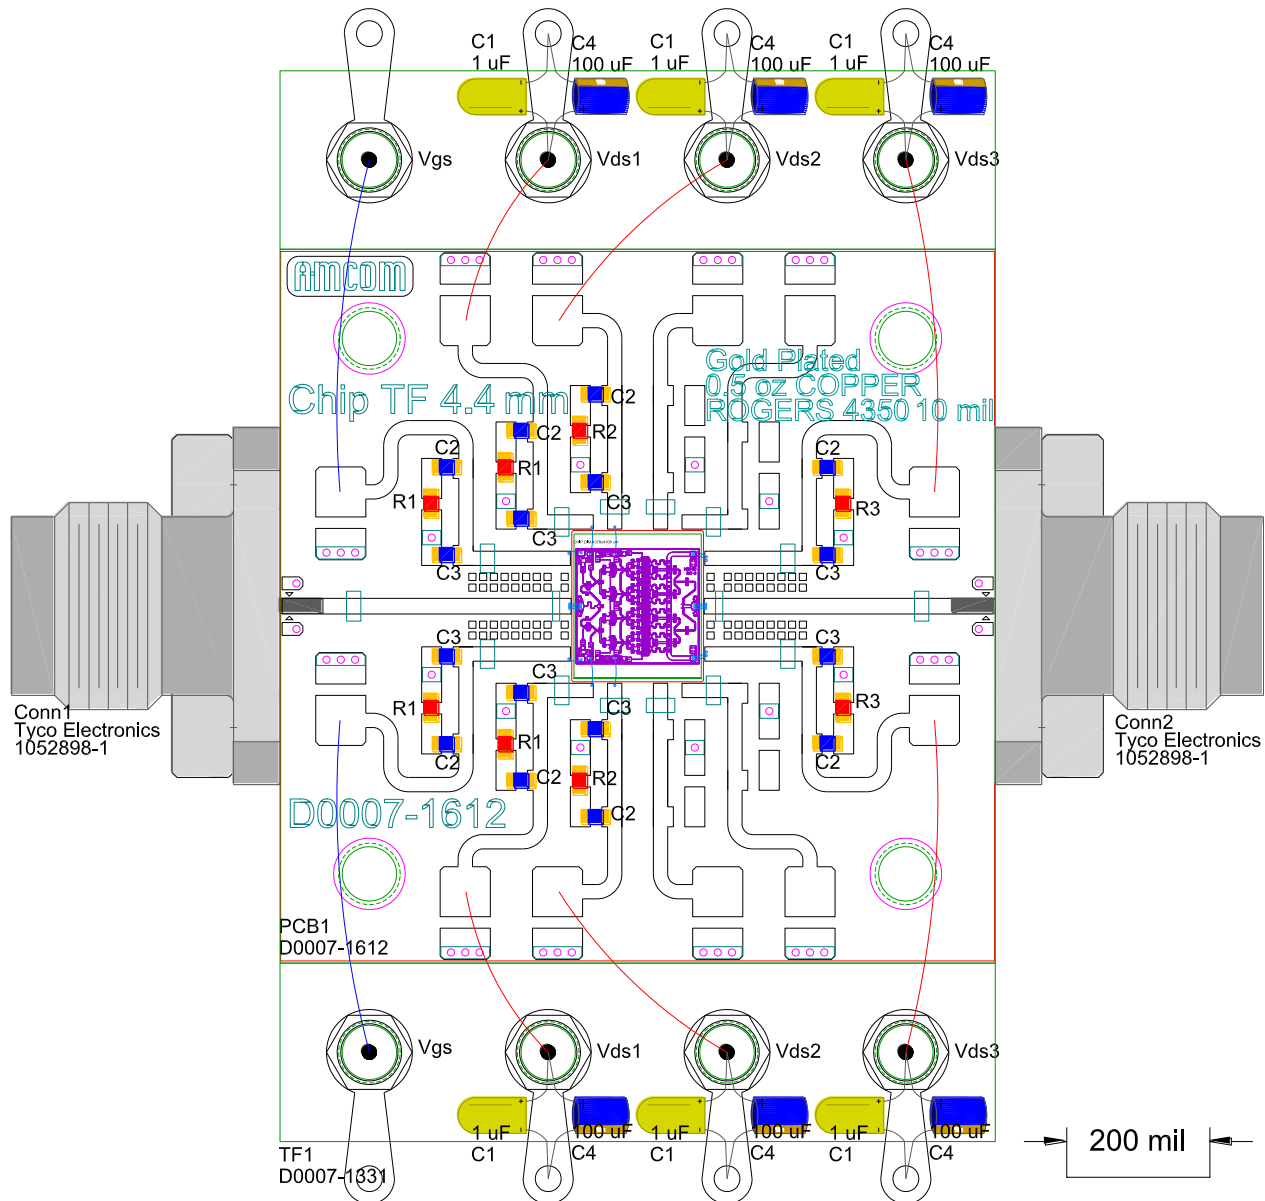 C1
1 uF
C4
100 uF
C1
1 uF
C4
100 uF
C1
1 uF
C4
100 uF
Vgs
Vds1
Vds2
Vds3
AMCOM
Chip TF 4.4 mm
Gold Plated
0.5 oz COPPER
ROGERS 4350 10 mil
C2
C2
R2
C2
C2
R1
R1
R3
C3
C3
C3
C3
C3
C3
C3
C3
R1
R1
R3
R2
C2
C2
C2
C2
Conn1
Tyco Electronics
1052898-1
Conn2
Tyco Electronics
1052898-1
D0007-1612
PCB1
D0007-1612
Vgs
Vds1
Vds2
Vds3
1 uF
C1
100 uF
C4
1 uF
C1
100 uF
C4
1 uF
C1
100 uF
C4
TF1
D0007-1331
200 mil